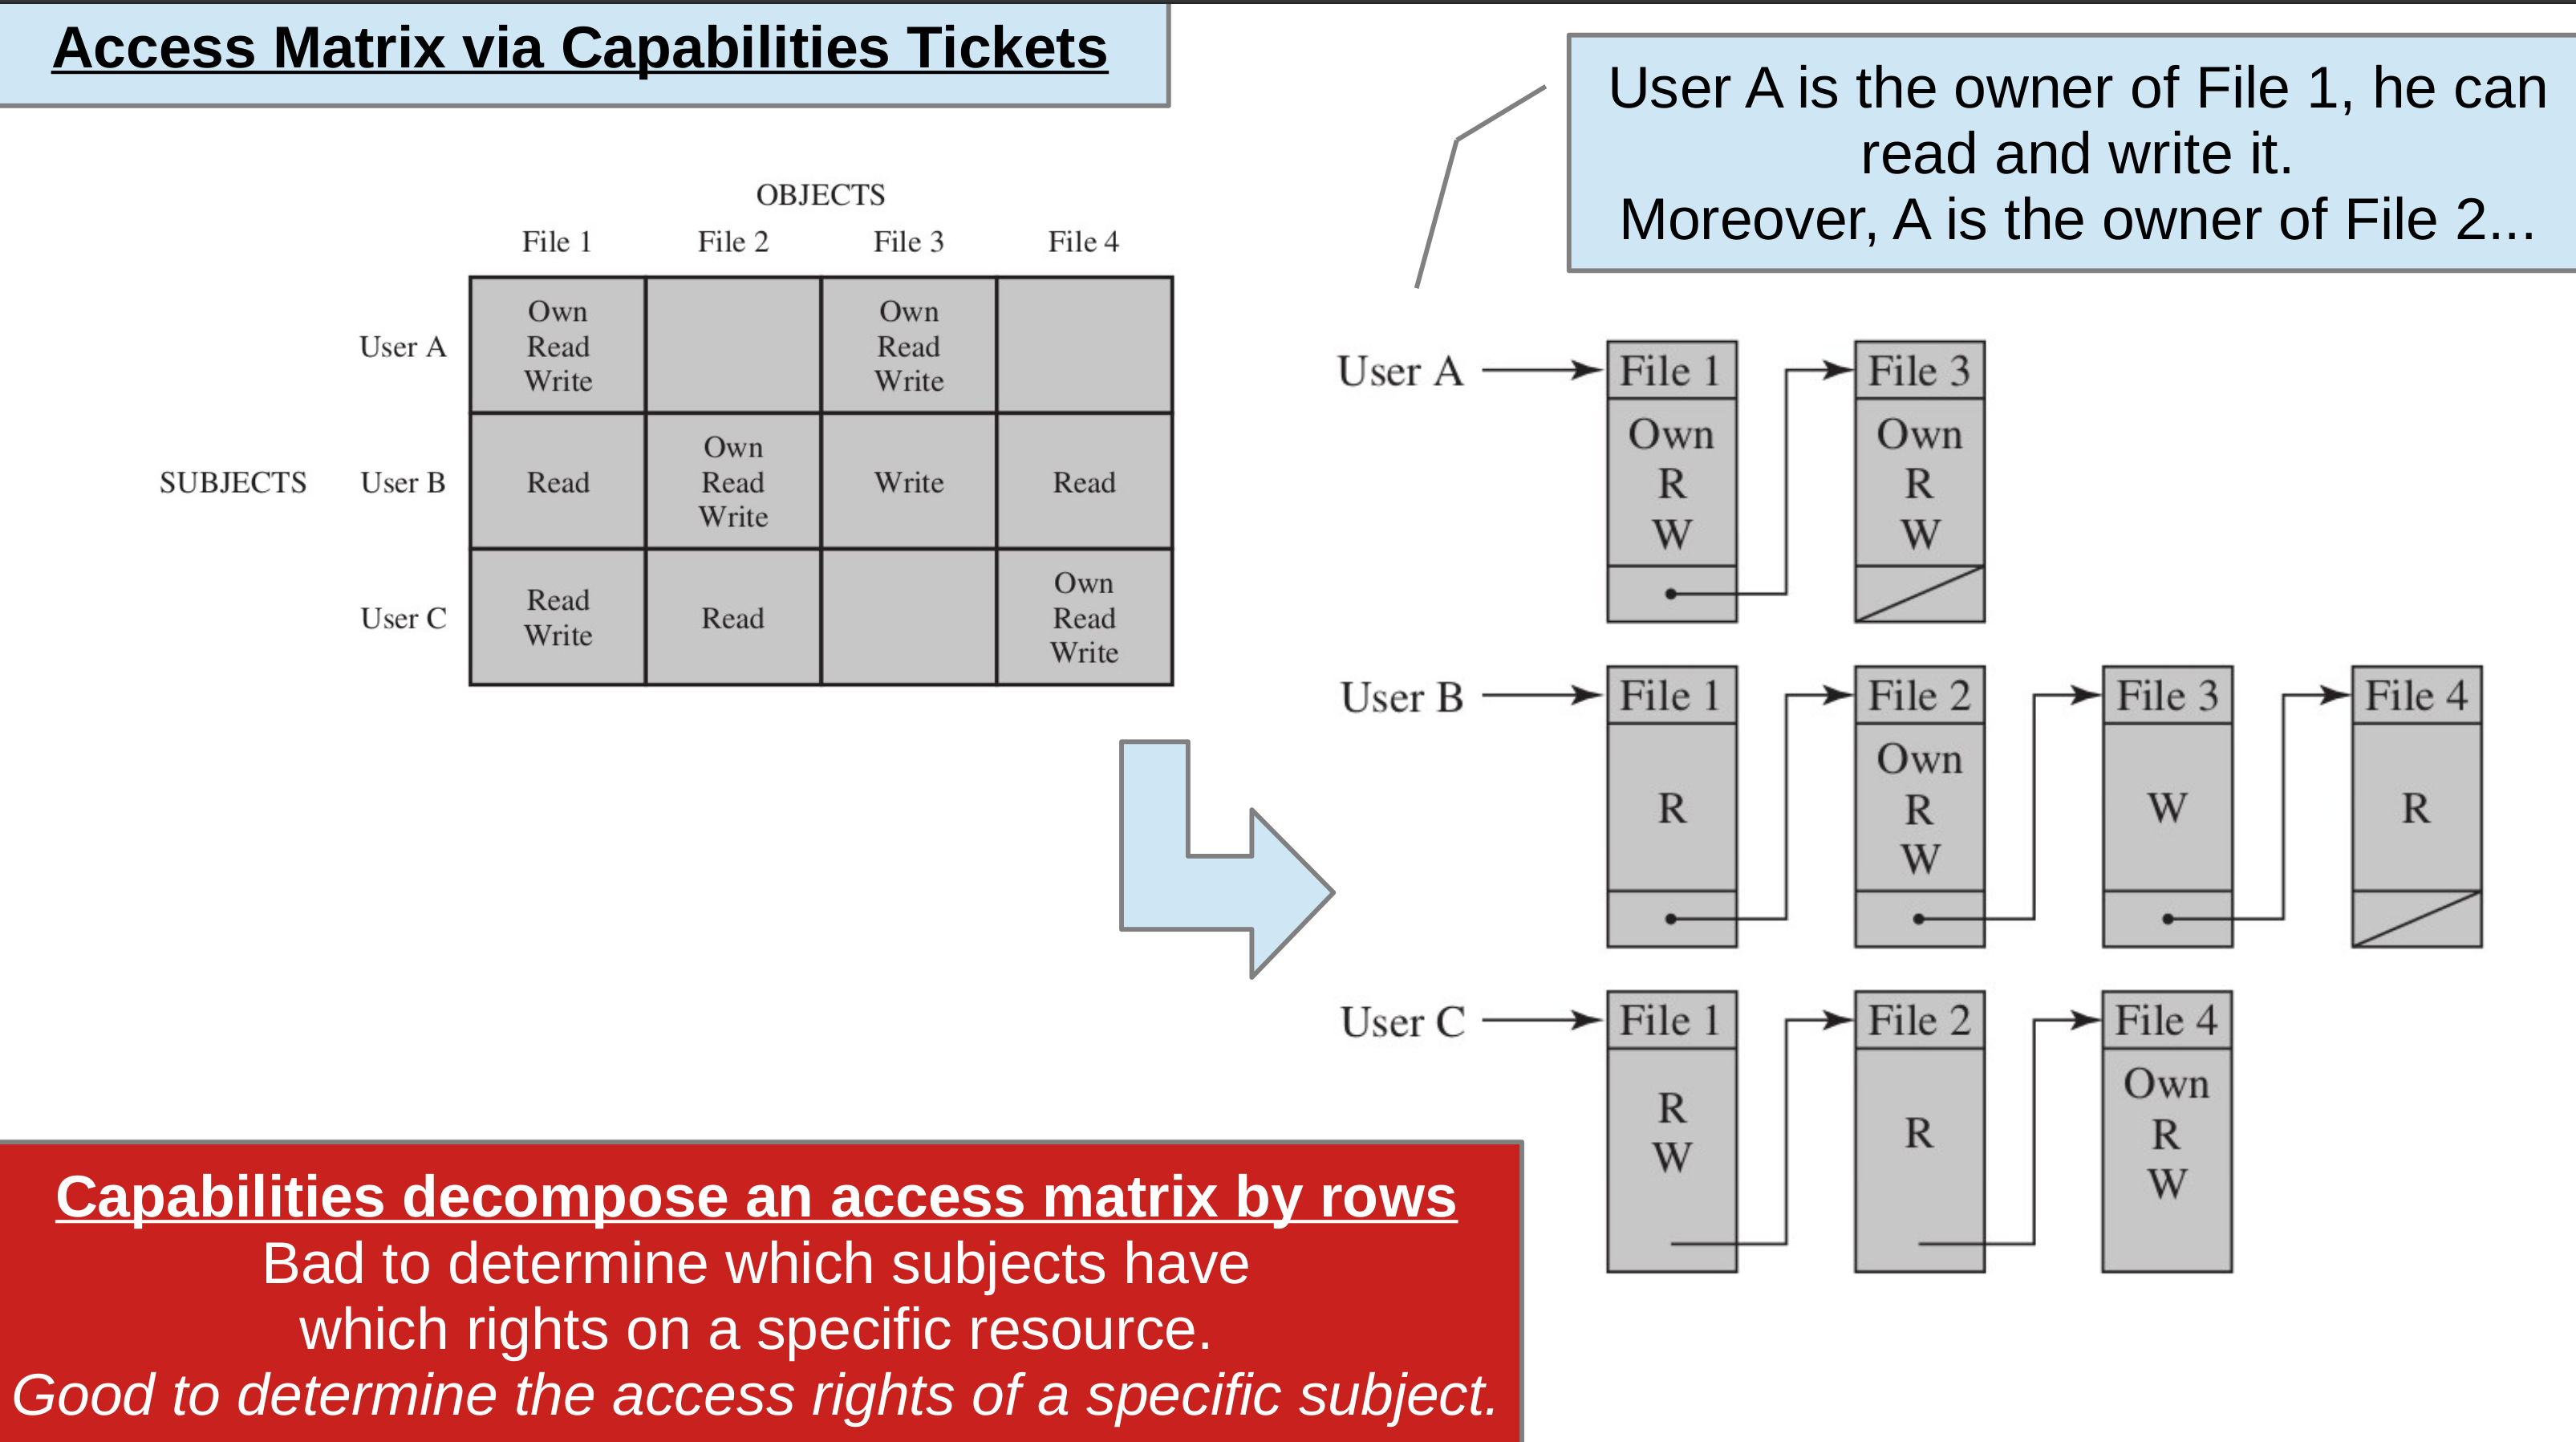 Access Matrix via Capabilities Tickets
User A is the owner of File 1, he can
read and write it.
Moreover, A is the owner of File 2...
OBJECTS
File 1 File 2 File 3 File 4
User A
Own
Read
Write
Own
Read
Write
SUBJECTS
User B
Read
Own
Read
Write
Write
Read
User C
Read
Write
Read
Own
Read
Write
User A
File 1
Own
R
W
File 3
Own
R
W
User B
File 1
R
File 2
Own
R
W
File 3
W
File 4
R
User C
File 1
R
W
File 2
R
File 4
Own
R
W
Capabilities decompose an access matrix by rows
Bad to determine which subjects have
which rights on a specific resource.
Good to determine the access rights of a specific subject.